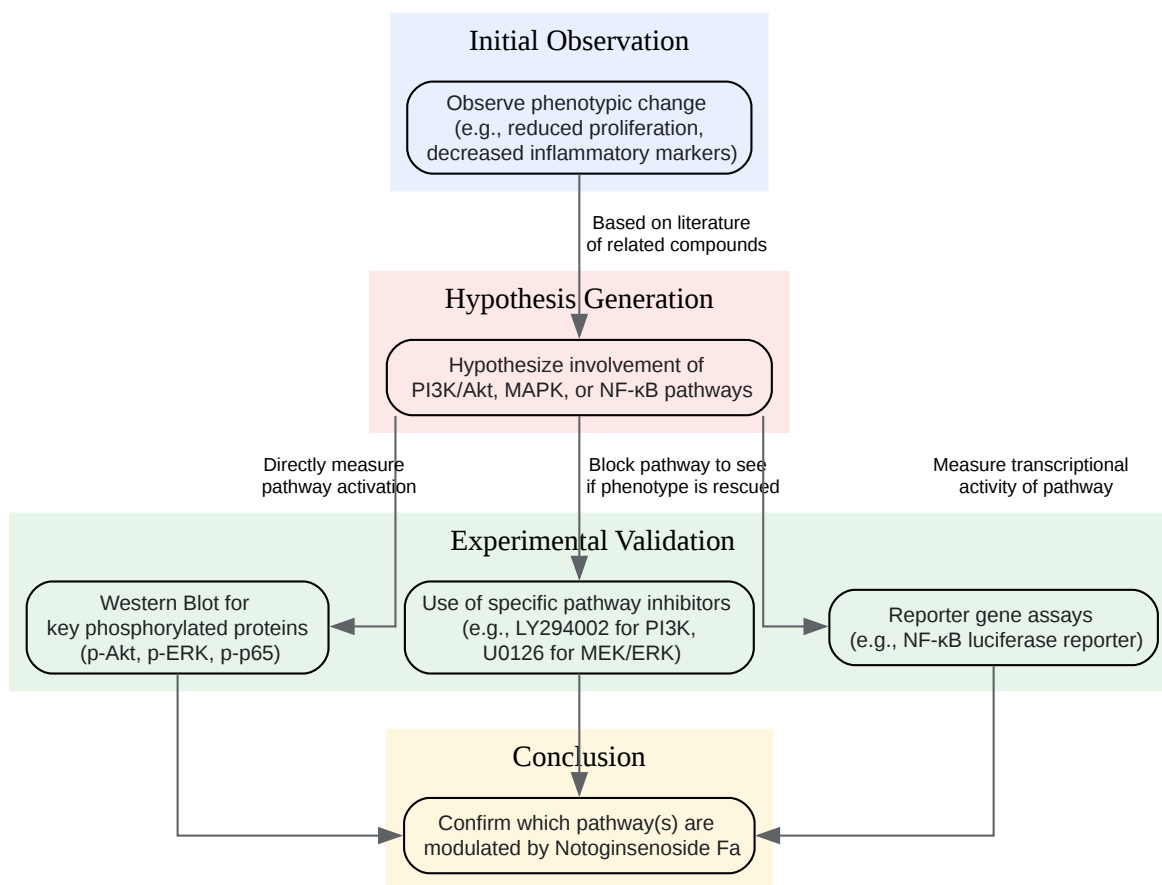 Initial Observation
Observe phenotypic change
(e.g., reduced proliferation,
decreased inflammatory markers)
Based on literature
of related compounds
Hypothesis Generation
Hypothesize involvement of
PI3K/Akt, MAPK, or NF-κB pathways
Directly measure
pathway activation
Block pathway to see
if phenotype is rescued
Measure transcriptional
activity of pathway
Experimental Validation
Western Blot for
key phosphorylated proteins
(p-Akt, p-ERK, p-p65)
Use of specific pathway inhibitors
(e.g., LY294002 for PI3K,
U0126 for MEK/ERK)
Reporter gene assays
(e.g., NF-κB luciferase reporter)
Conclusion
Confirm which pathway(s) are
modulated by Notoginsenoside Fa